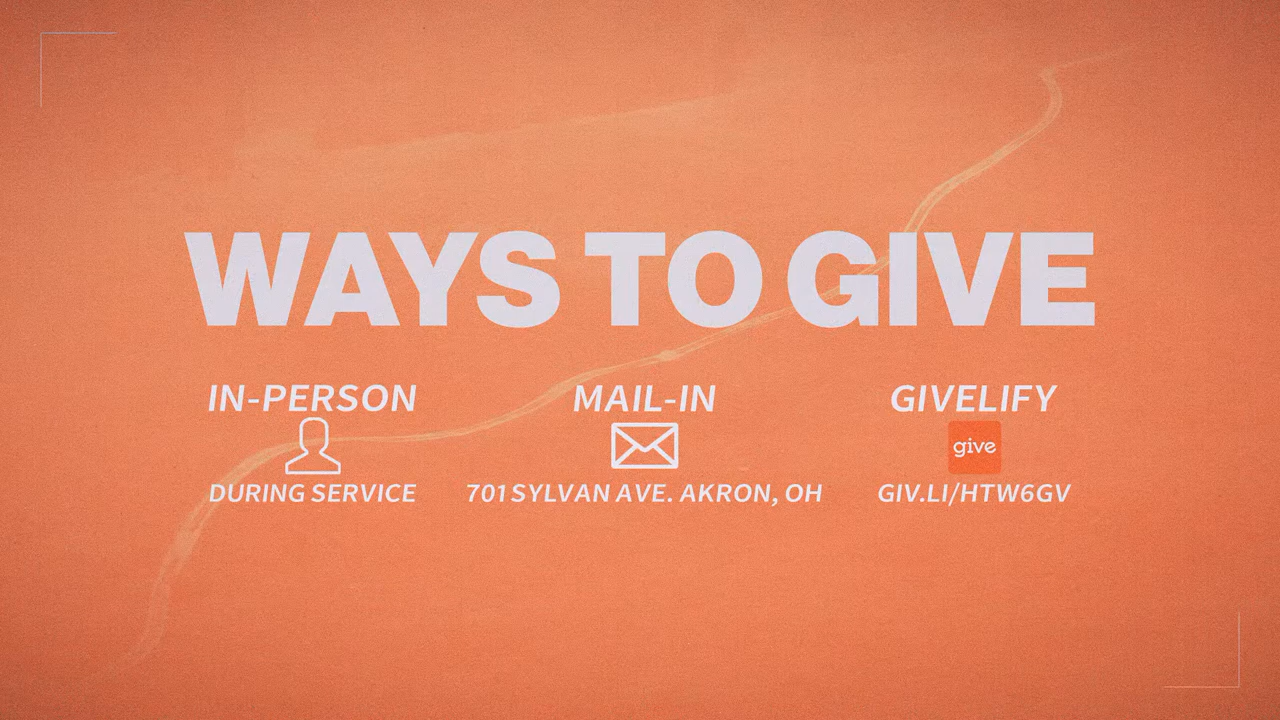 WAYS TO GIVE
IN-PERSON
DURING SERVICE
MAIL-IN
701 SYLVAN AVE. AKRON, OH
GIVELIFY
give
GIV.LI/HTW6GV